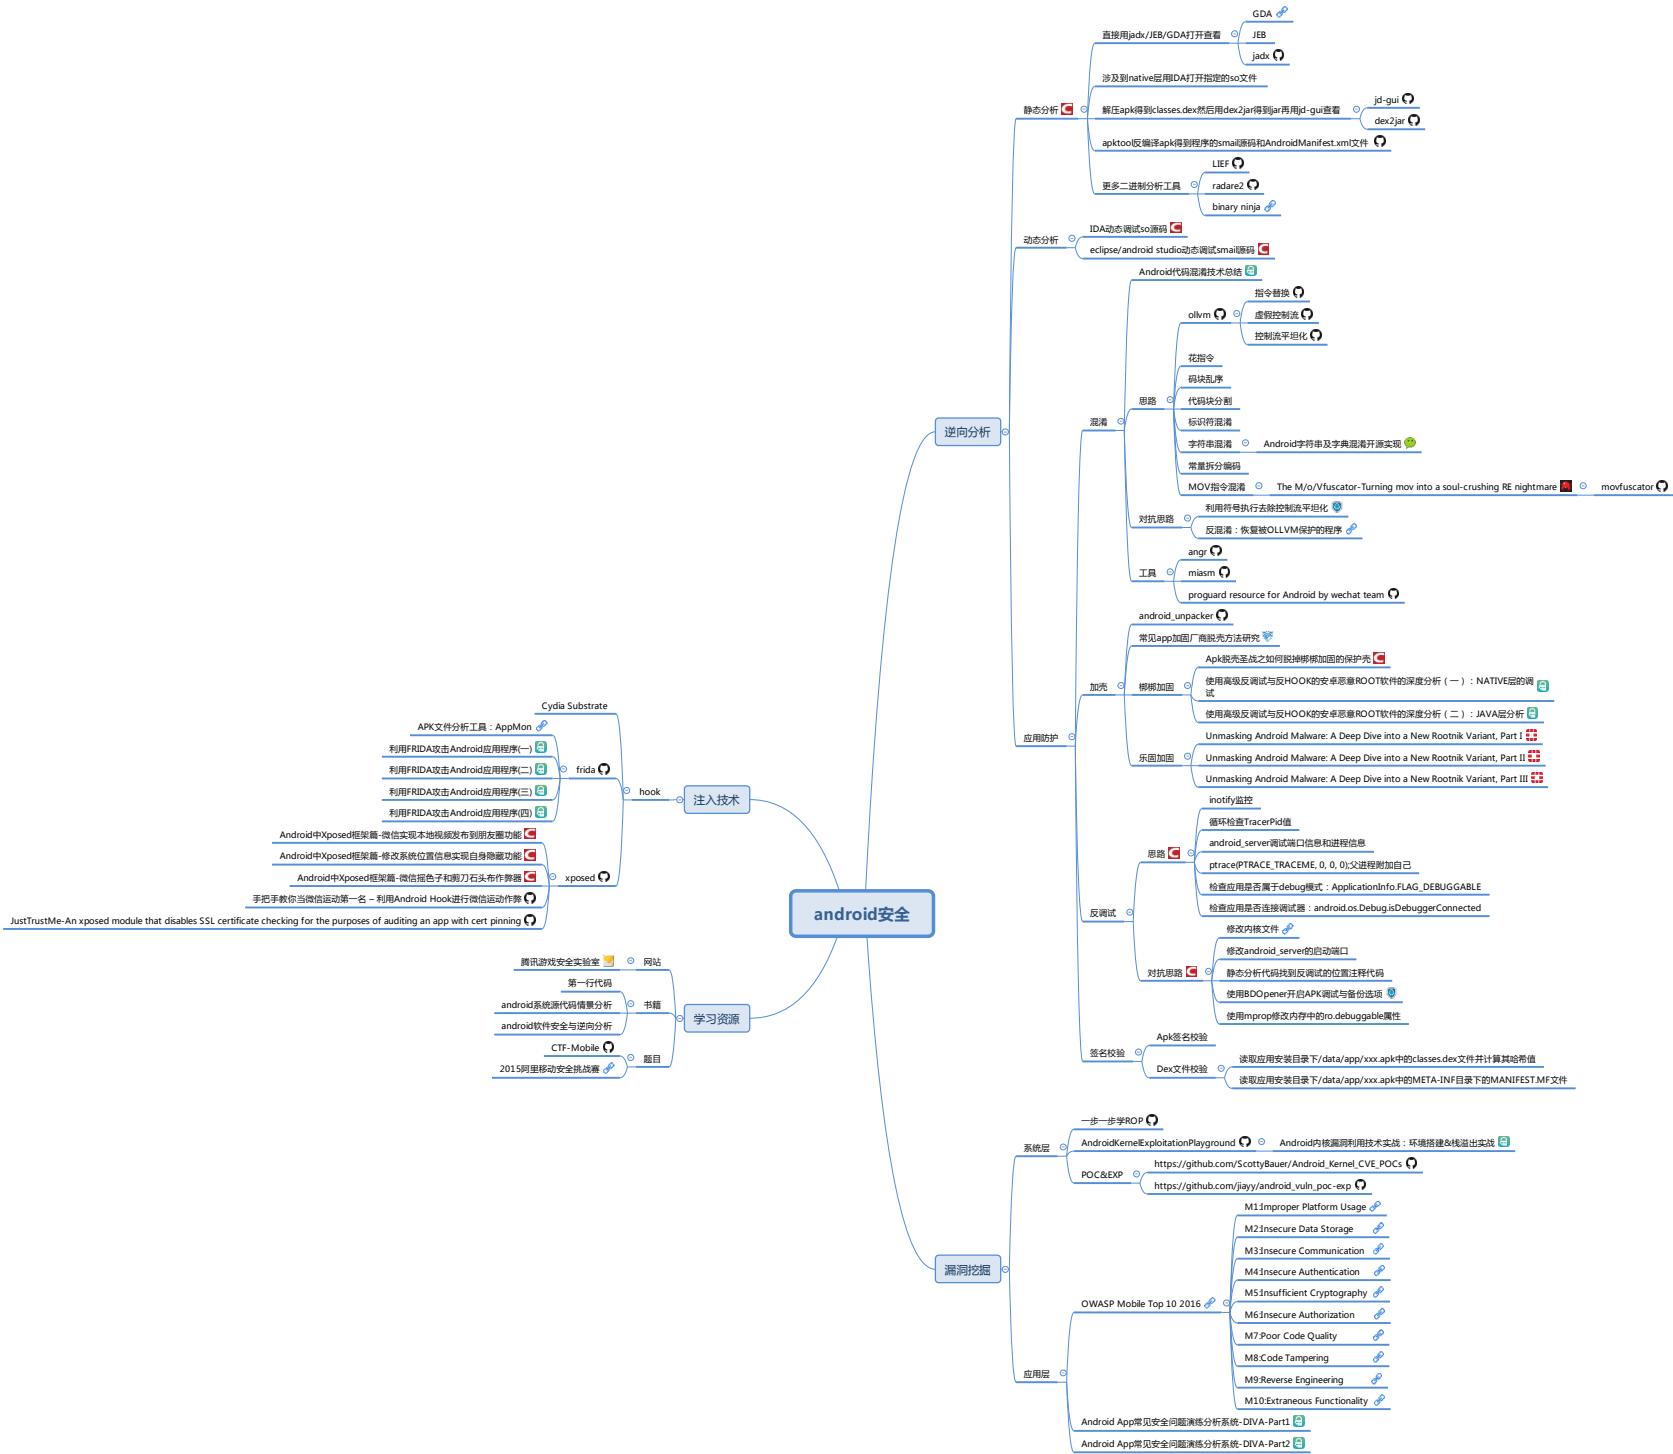 android安全
逆向分析
静态分析
直接用jadx/JEB/GDA打开查看
GDA
JEB
jadx
涉及到native层用IDA打开指定的so文件
解压apk得到classes.dex然后用dex2jar得到jar再用jd-gui查看
jd-gui
dex2jar
apktool反编译apk得到程序的smail源码和AndroidManifest.xml文件
更多二进制分析工具
LIEF
radare2
binary ninja
动态分析
IDA动态调试so源码
eclipse/android studio动态调试smail源码
应用防护
混淆
Android代码混淆技术总结
思路
ollvm
指令替换
虚假控制流
控制流平坦化
花指令
码块乱序
代码块分割
标识符混淆
字符串混淆
Android字符串及字典混淆开源实现
常量拆分编码
MOV指令混淆
The M/o/Vfuscator-Turning mov into a soul-crushing RE nightmare
movfuscator
对抗思路
利用符号执行去除控制流平坦化
反混淆：恢复被OLLVM保护的程序
工具
angr
miasm
proguard resource for Android by wechat team
加壳
android_unpacker
常见app加固厂商脱壳方法研究
梆梆加固
Apk脱壳圣战之如何脱掉梆梆加固的保护壳
使用高级反调试与反HOOK的安卓恶意ROOT软件的深度分析（一）：NATIVE层的调
试
使用高级反调试与反HOOK的安卓恶意ROOT软件的深度分析（二）：JAVA层分析
乐固加固
Unmasking Android Malware: A Deep Dive into a New Rootnik Variant, Part I
Unmasking Android Malware: A Deep Dive into a New Rootnik Variant, Part II
Unmasking Android Malware: A Deep Dive into a New Rootnik Variant, Part III
反调试
思路
inotify监控
循环检查TracerPid值
android_server调试端口信息和进程信息
ptrace(PTRACE_TRACEME, 0, 0, 0);父进程附加自己
检查应用是否属于debug模式：ApplicationInfo.FLAG_DEBUGGABLE
检查应用是否连接调试器：android.os.Debug.isDebuggerConnected
对抗思路
修改内核文件
修改android_server的启动端口
静态分析代码找到反调试的位置注释代码
使用BDOpener开启APK调试与备份选项
使用mprop修改内存中的ro.debuggable属性
签名校验
Apk签名校验
Dex文件校验
读取应用安装目录下/data/app/xxx.apk中的classes.dex文件并计算其哈希值
读取应用安装目录下/data/app/xxx.apk中的META-INF目录下的MANIFEST.MF文件
漏洞挖掘
系统层
一步一步学ROP
AndroidKernelExploitationPlayground
Android内核漏洞利用技术实战：环境搭建&栈溢出实战
POC&EXP
https://github.com/ScottyBauer/Android_Kernel_CVE_POCs
https://github.com/jiayy/android_vuln_poc-exp
应用层
OWASP Mobile Top 10 2016
M1:Improper Platform Usage
M2:Insecure Data Storage
M3:Insecure Communication
M4:Insecure Authentication
M5:Insufficient Cryptography
M6:Insecure Authorization
M7:Poor Code Quality
M8:Code Tampering
M9:Reverse Engineering
M10:Extraneous Functionality
Android App常见安全问题演练分析系统-DIVA-Part1
Android App常见安全问题演练分析系统-DIVA-Part2
注入技术
hook
Cydia Substrate
frida
APK文件分析工具：AppMon
利用FRIDA攻击Android应用程序(一)
利用FRIDA攻击Android应用程序(二)
利用FRIDA攻击Android应用程序(三)
利用FRIDA攻击Android应用程序(四)
xposed
Android中Xposed框架篇-微信实现本地视频发布到朋友圈功能
Android中Xposed框架篇-修改系统位置信息实现自身隐藏功能
Android中Xposed框架篇-微信摇色子和剪刀石头布作弊器
手把手教你当微信运动第一名 – 利用Android Hook进行微信运动作弊
JustTrustMe-An xposed module that disables SSL certificate checking for the purposes of auditing an app with cert pinning
学习资源
网站
腾讯游戏安全实验室
书籍
第一行代码
android系统源代码情景分析
android软件安全与逆向分析
题目
CTF-Mobile
2015阿里移动安全挑战赛